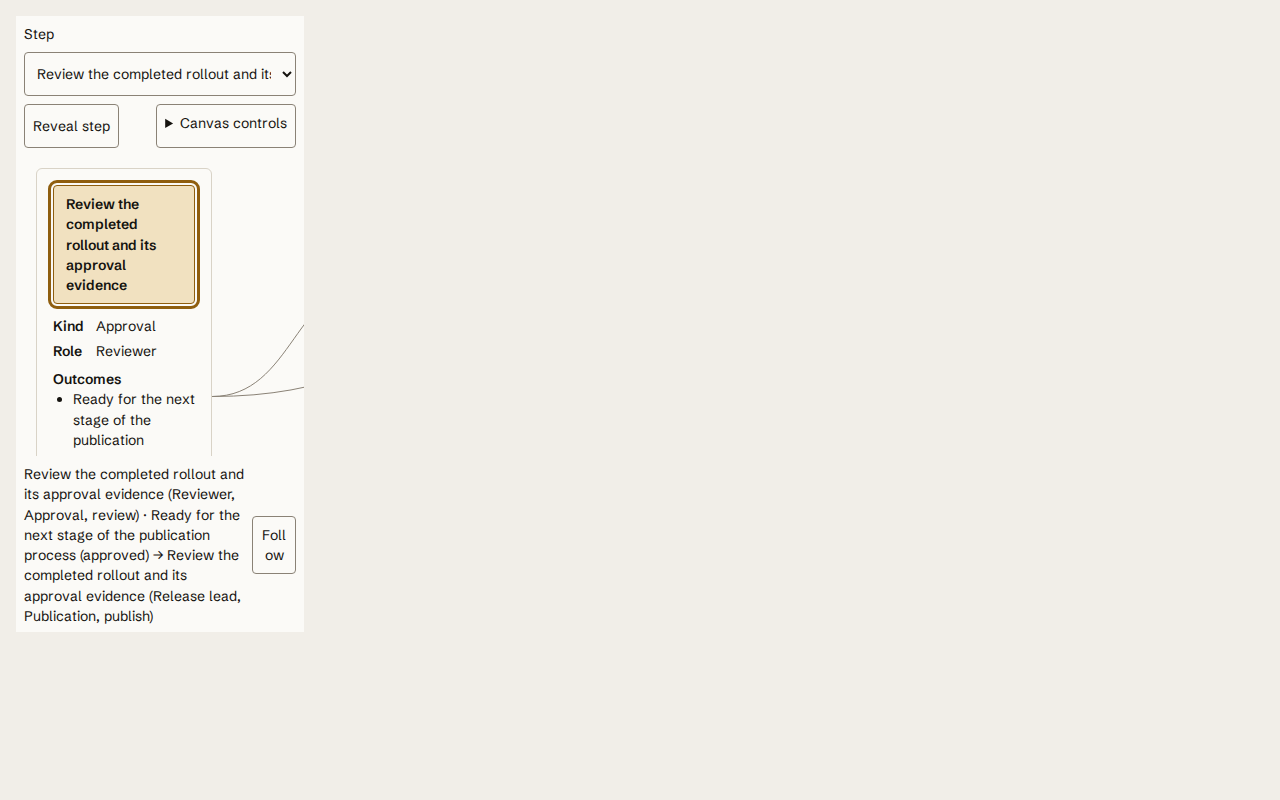 Step
Review the completed rollout and its
Reveal step
Canvas controls
Review the
completed
rollout and its
approval
evidence
Kind Approval
Role Reviewer
Outcomes
Ready for the next
stage of the
publication
Review the completed rollout and
its approval evidence (Reviewer,
Approval, review) · Ready for the
next stage of the publication
process (approved) → Review the
completed rollout and its
approval evidence (Release lead,
Publication, publish)
Foll
ow